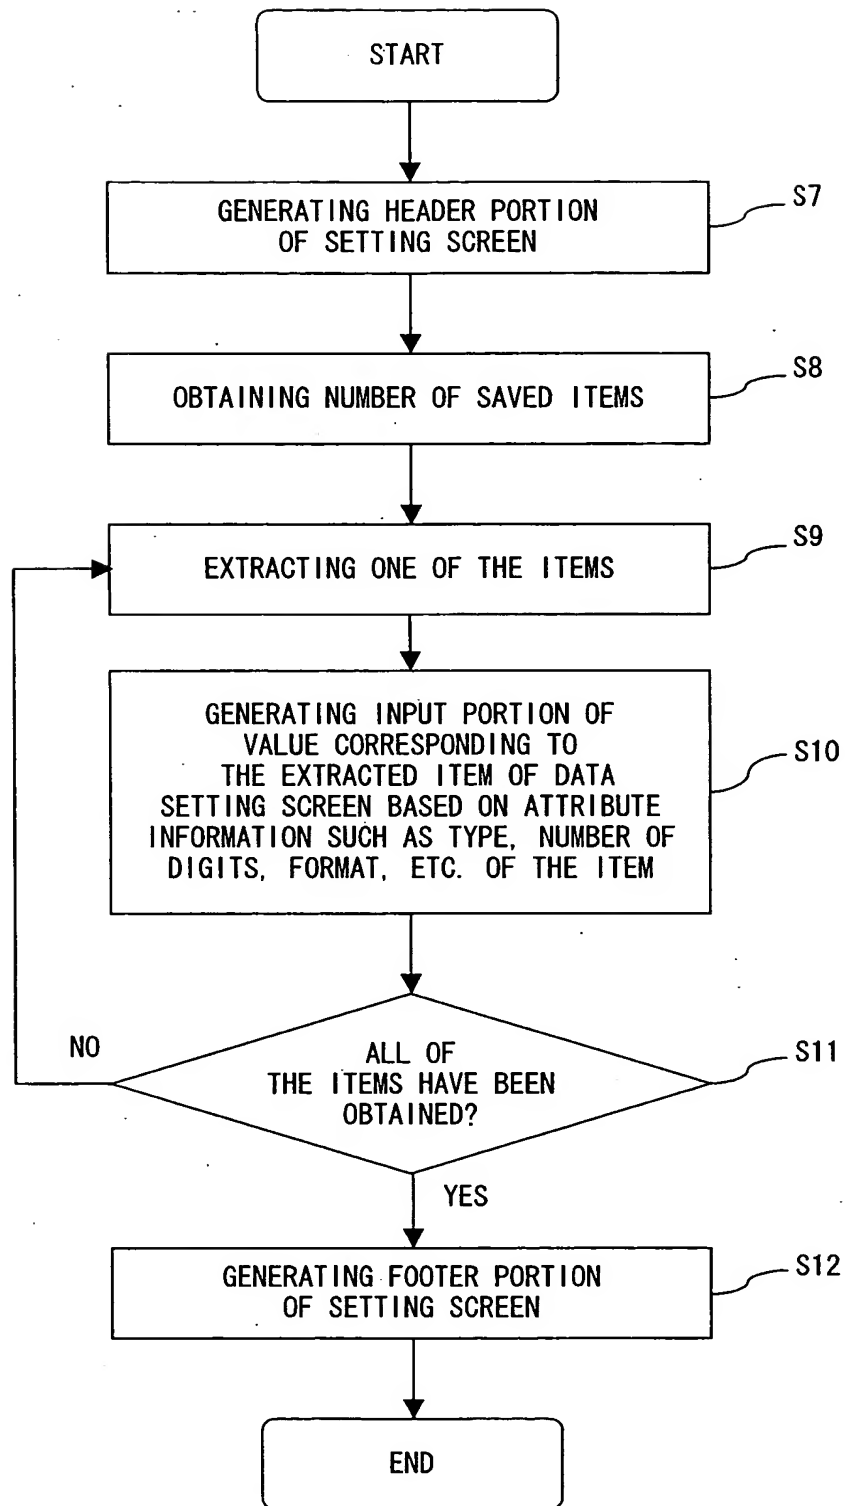 START
GENERATING HEADER PORTION
OF SETTING SCREEN
S7
OBTAINING NUMBER OF SAVED ITEMS
S8
EXTRACTING ONE OF THE ITEMS
S9
GENERATING INPUT PORTION OF
VALUE CORRESPONDING TO
THE EXTRACTED ITEM OF DATA
SETTING SCREEN BASED ON ATTRIBUTE
INFORMATION SUCH AS TYPE, NUMBER OF
DIGITS, FORMAT, ETC. OF THE ITEM
S10
NO
ALL OF
THE ITEMS HAVE BEEN
OBTAINED?
S11
YES
GENERATING FOOTER PORTION
OF SETTING SCREEN
S12
END